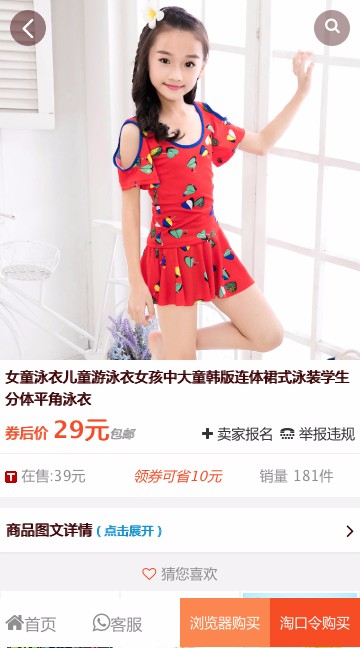 女童泳衣儿童游泳衣女孩中大童韩版连体裙式泳装学生
分体平角泳衣
券后价 29元包邮
卖家报名 举报违规
T 在售:39元 领券可省10元 销量 181件
商品图文详情 (点击展开)
猜您喜欢
首页 客服 浏览器购买 淘口令购买